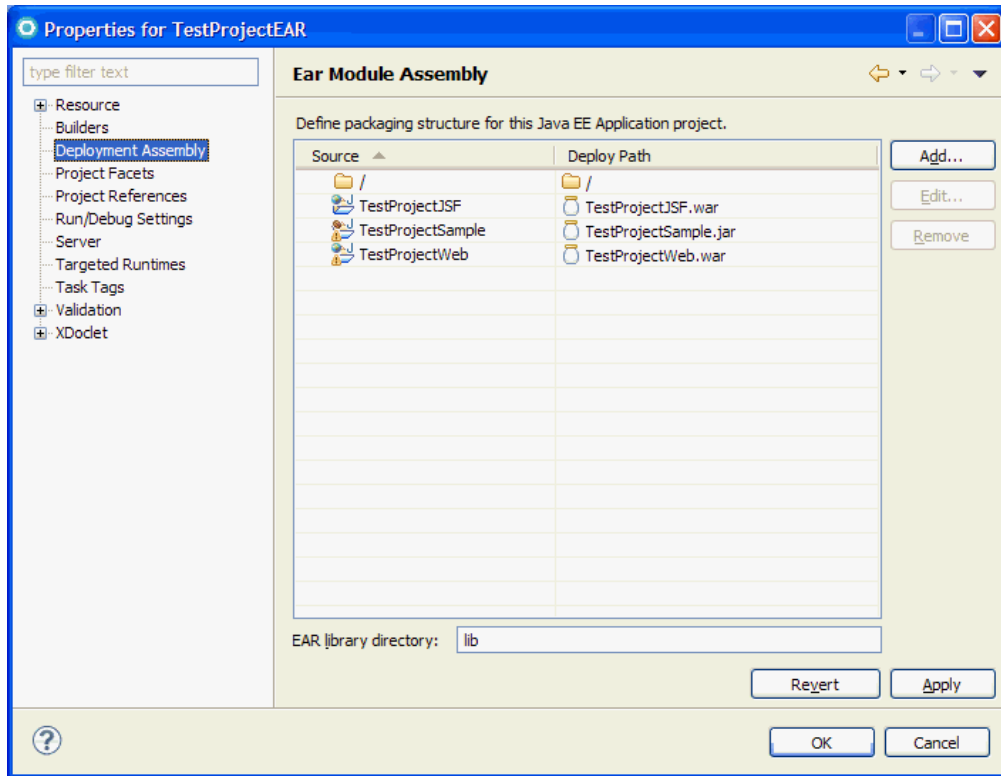 Properties for TestProjectEAR
type filter text
Resource
Builders
Deployment Assembly
Project Facets
Project References
Run/Debug Settings
Server
Targeted Runtimes
Task Tags
Validation
XDoclet
Ear Module Assembly
Define packaging structure for this Java EE Application project.
Source Deploy Path
/ /
TestProjectJSF TestProjectJSF.war
TestProjectSample TestProjectSample.jar
TestProjectWeb TestProjectWeb.war
Add...
Edit...
Remove
EAR library directory: lib
Revert Apply
? OK Cancel